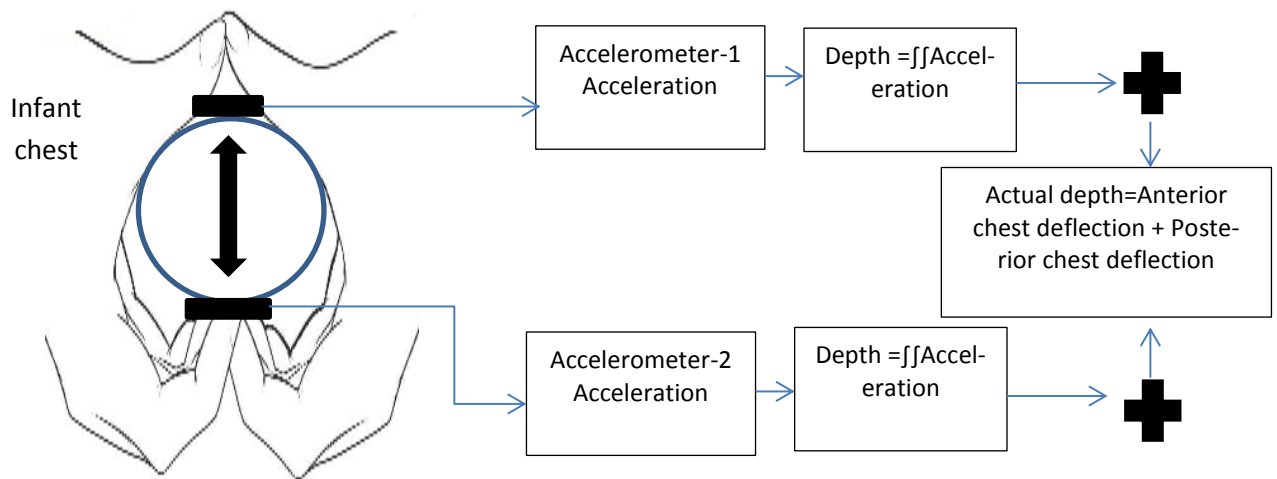 Infant
chest
Accelerometer-1
Acceleration
Depth =∫∫Accel-
eration
Actual depth=Anterior
chest deflection + Poste-
rior chest deflection
Accelerometer-2
Acceleration
Depth =∫∫Accel-
eration